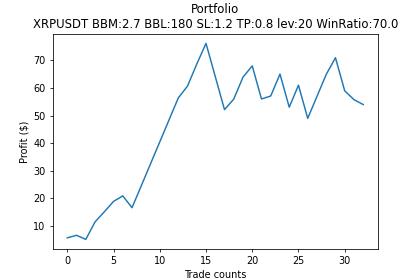 Portfolio
XRPUSDT BBM:2.7 BBL:180 SL:1.2 TP:0.8 lev:20 WinRatio:70.0
Profit ($)
70
60
50
40
30
20
10
0 5 10 15 20 25 30
Trade counts